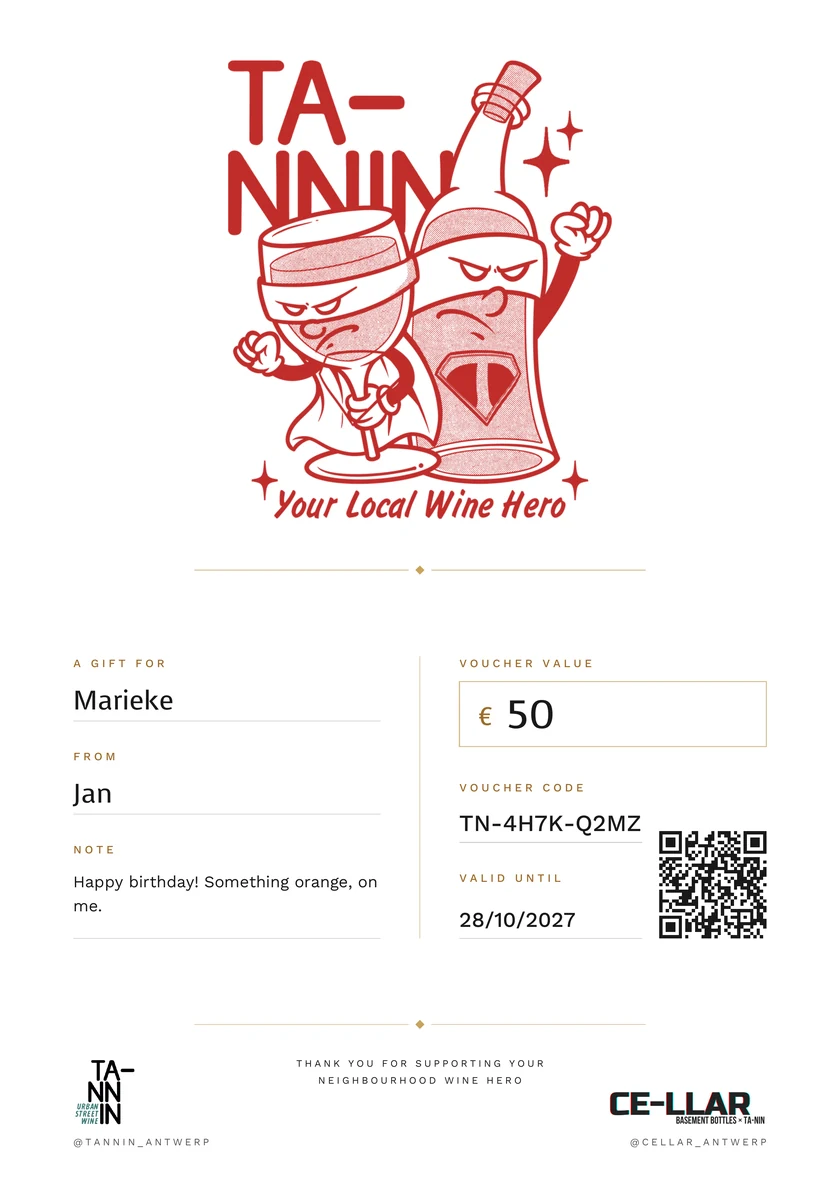 TA-
NNIN
T
Your Local Wine Hero
A GIFT FOR
Marieke
FROM
Jan
NOTE
Happy birthday! Something orange, on
me.
VOUCHER VALUE
€ 50
VOUCHER CODE
TN-4H7K-Q2MZ
VALID UNTIL
28/10/2027
THANK YOU FOR SUPPORTING YOUR
NEIGHBOURHOOD WINE HERO
TA-
NN
IN
URBAN
STREET
WINE
@TANNIN_ANTWERP
CE-LLAR
BASEMENT BOTTLES × TA-NIN
@CELLAR_ANTWERP